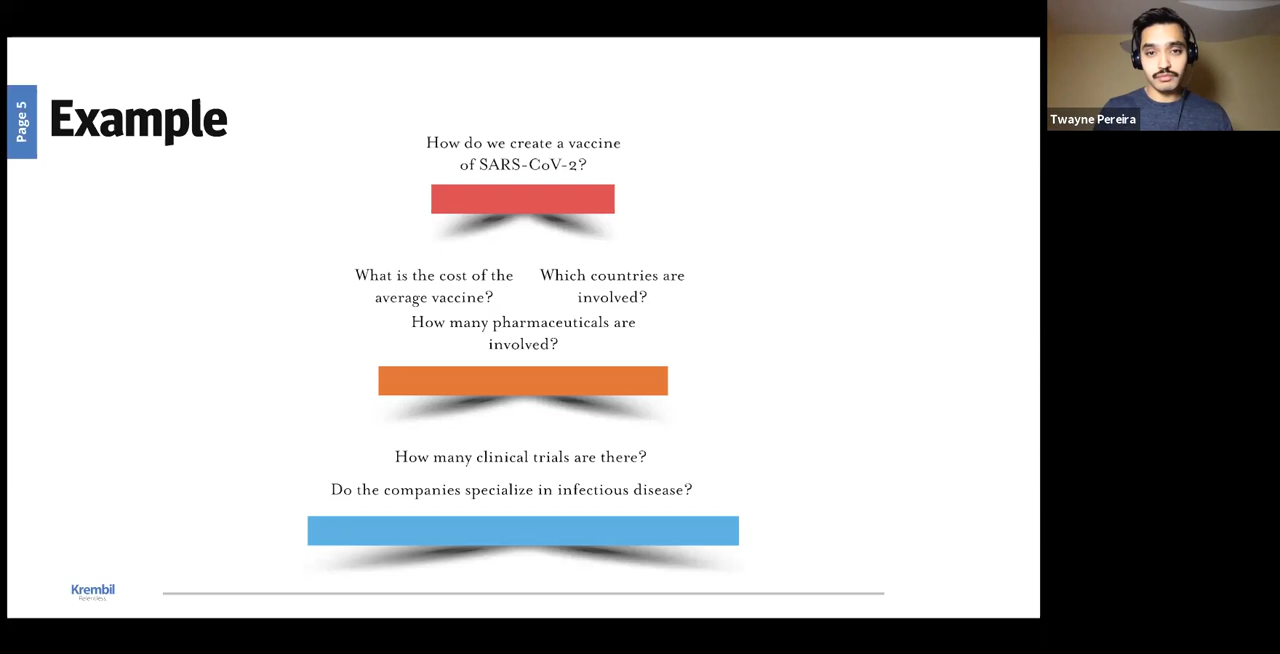 Page 5
Example
How do we create a vaccine
of SARS-CoV-2?
What is the cost of the
average vaccine?
Which countries are
involved?
How many pharmaceuticals are
involved?
How many clinical trials are there?
Do the companies specialize in infectious disease?
Krembil
Relentless.
Twayne Pereira